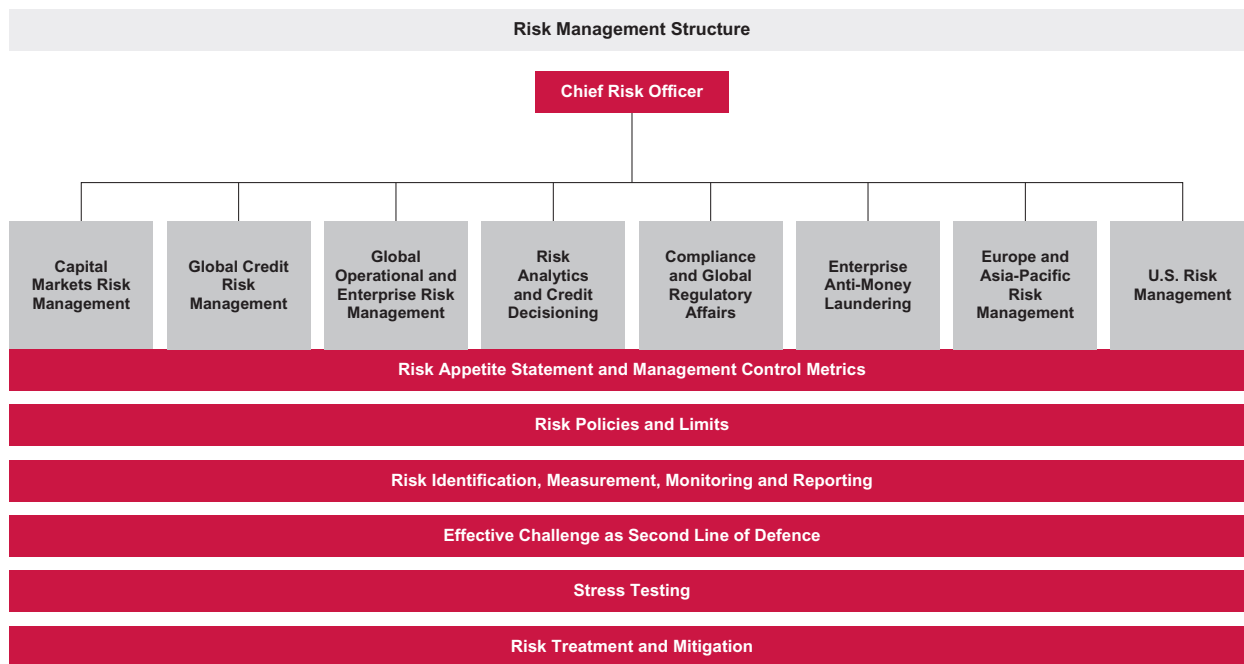 Risk Management Structure
Chief Risk Officer
Capital
Markets Risk
Management
Global Credit
Risk
Management
Global
Operational and
Enterprise Risk
Management
Risk
Analytics
and Credit
Decisioning
Compliance
and Global
Regulatory
Affairs
Enterprise
Anti-Money
Laundering
Europe and
Asia-Pacific
Risk
Management
U.S. Risk
Management
Risk Appetite Statement and Management Control Metrics
Risk Policies and Limits
Risk Identification, Measurement, Monitoring and Reporting
Effective Challenge as Second Line of Defence
Stress Testing
Risk Treatment and Mitigation